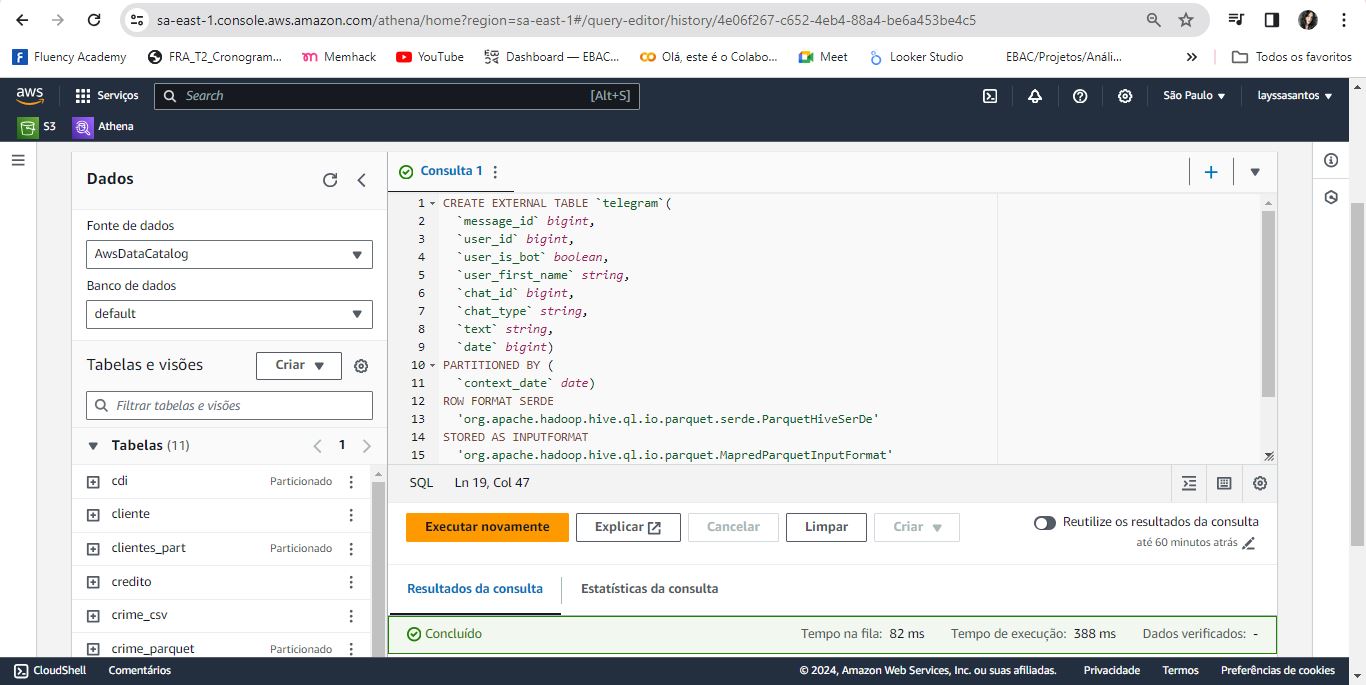 sa-east-1.console.aws.amazon.com/athena/home?region=sa-east-1#/query-editor/history/4e06f267-c652-4eb4-88a4-be6a453be4c5
Fluency Academy FRA_T2_Cronogram... Memhack YouTube Dashboard — EBAC... Olá, este é o Colabo... Meet Looker Studio EBAC/Projetos/Análi... » Todos os favoritos
aws Serviços Search [Alt+S] São Paulo layssasantos
S3 Athena
Dados
Fonte de dados
AwsDataCatalog
Banco de dados
default
Tabelas e visões Criar
Filtrar tabelas e visões
Tabelas (11) 1
cdi Particionado
cliente
clientes_part Particionado
credito
crime_csv
crime_parquet Particionado
Consulta 1
1 CREATE EXTERNAL TABLE `telegram`(
2 `message_id` bigint,
3 `user_id` bigint,
4 `user_is_bot` boolean,
5 `user_first_name` string,
6 `chat_id` bigint,
7 `chat_type` string,
8 `text` string,
9 `date` bigint)
10 PARTITIONED BY (
11 `context_date` date)
12 ROW FORMAT SERDE
13 'org.apache.hadoop.hive.ql.io.parquet.serde.ParquetHiveSerDe'
14 STORED AS INPUTFORMAT
15 'org.apache.hadoop.hive.ql.io.parquet.MapredParquetInputFormat'
SQL Ln 19, Col 47
Executar novamente Explicar Cancelar Limpar Criar
Reutilize os resultados da consulta
até 60 minutos atrás
Resultados da consulta Estatísticas da consulta
Concluído Tempo na fila: 82 ms Tempo de execução: 388 ms Dados verificados: -
CloudShell Comentários © 2024, Amazon Web Services, Inc. ou suas afiliadas. Privacidade Termos Preferências de cookies